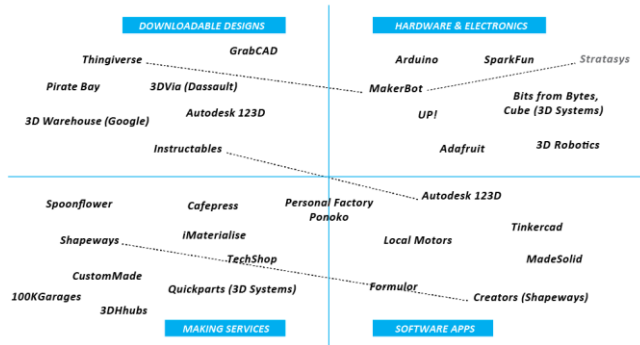 DOWNLOADABLE DESIGNS
GrabCAD
Thingiverse
Pirate Bay
3DVia (Dassault)
Autodesk 123D
3D Warehouse (Google)
Instructables
HARDWARE & ELECTRONICS
Arduino
SparkFun
Stratasys
MakerBot
Bits from Bytes,
Cube (3D Systems)
UP!
Adafruit
3D Robotics
Spoonflower
Cafepress
Personal Factory
Ponoko
Shapeways
iMaterialise
TechShop
CustomMade
Quickparts (3D Systems)
100KGarages
3DHhubs
MAKING SERVICES
Autodesk 123D
Tinkercad
Local Motors
MadeSolid
Formulor
Creators (Shapeways)
SOFTWARE APPS